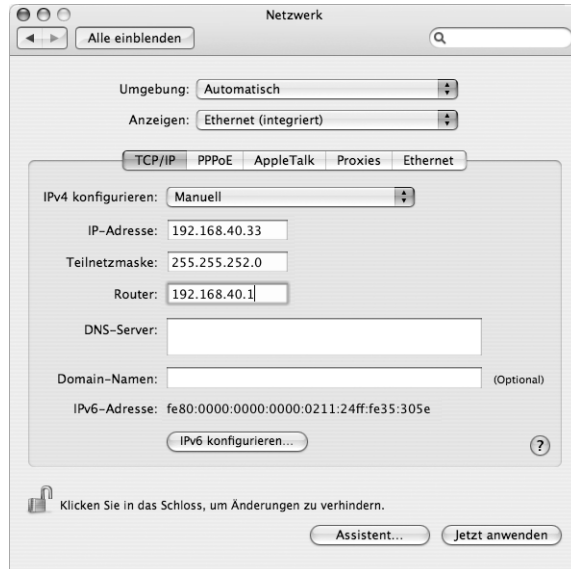 Netzwerk
Alle einblenden
Umgebung: Automatisch
Anzeigen: Ethernet (integriert)
TCP/IP PPPoE AppleTalk Proxies Ethernet
IPv4 konfigurieren: Manuell
IP-Adresse: 192.168.40.33
Teilnetzmaske: 255.255.252.0
Router: 192.168.40.1
DNS-Server:
Domain-Namen: (Optional)
IPv6-Adresse: fe80:0000:0000:0000:0211:24ff:fe35:305e
IPv6 konfigurieren... ?
Klicken Sie in das Schloss, um Änderungen zu verhindern.
Assistent... Jetzt anwenden